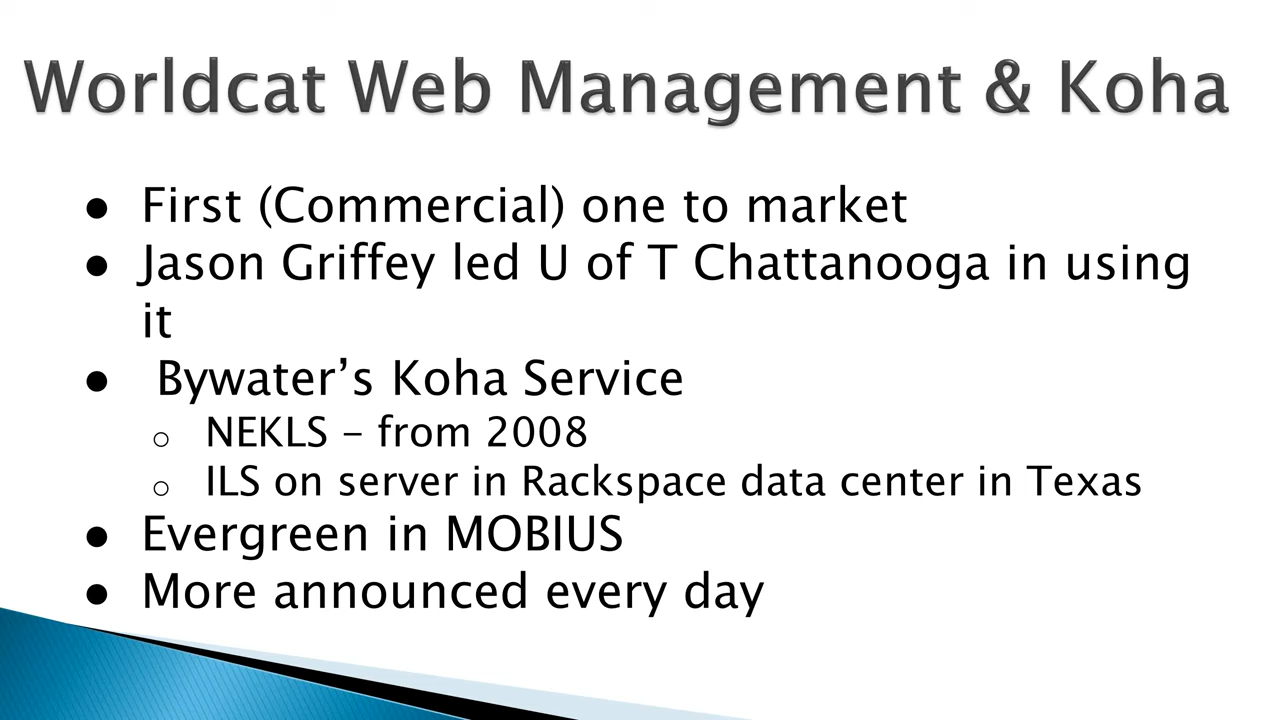 Worldcat Web Management & Koha
● First (Commercial) one to market
● Jason Griffey led U of T Chattanooga in using
it
● Bywater’s Koha Service
o NEKLS – from 2008
o ILS on server in Rackspace data center in Texas
● Evergreen in MOBIUS
● More announced every day